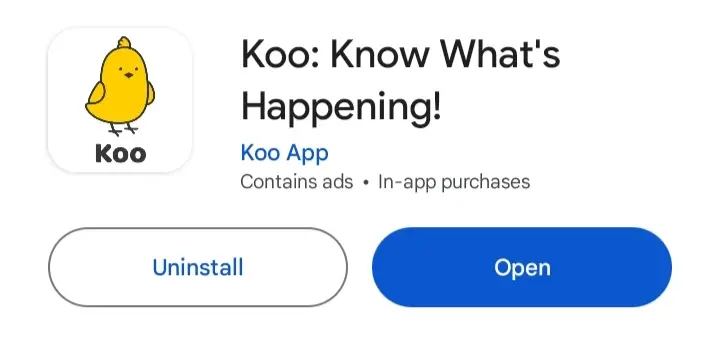 Koo: Know What's
Happening!
Koo
Koo App
Contains ads • In-app purchases
Uninstall
Open